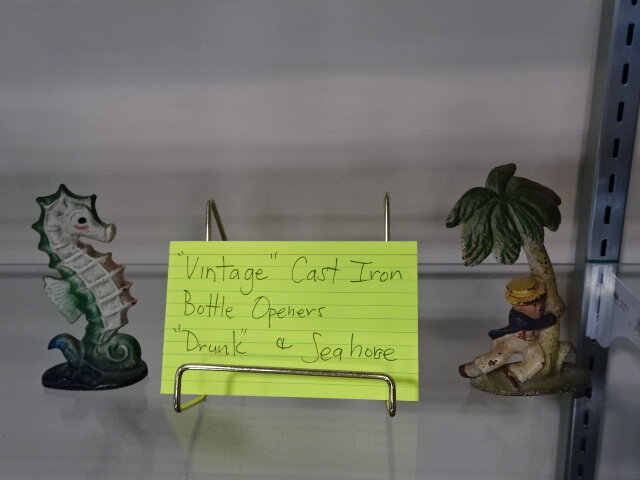 "Vintage" Cast Iron
Bottle Openers
"Drunk" & Seahorse